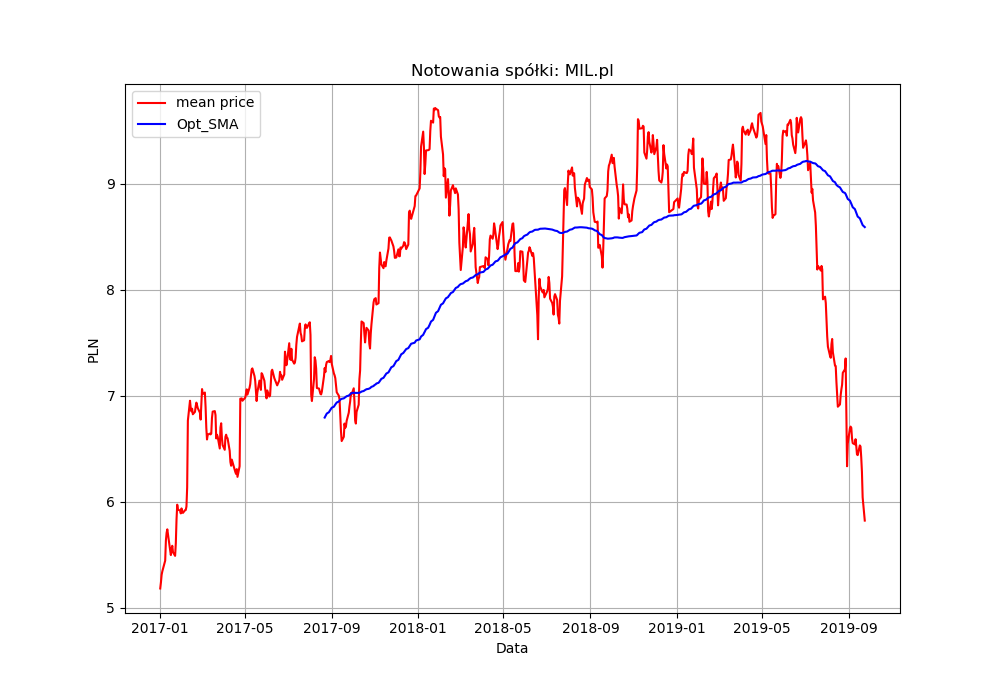 Notowania spółki: MIL.pl
mean price
Opt_SMA
9
8
7
6
5
PLN
2017-01 2017-05 2017-09 2018-01 2018-05 2018-09 2019-01 2019-05 2019-09
Data